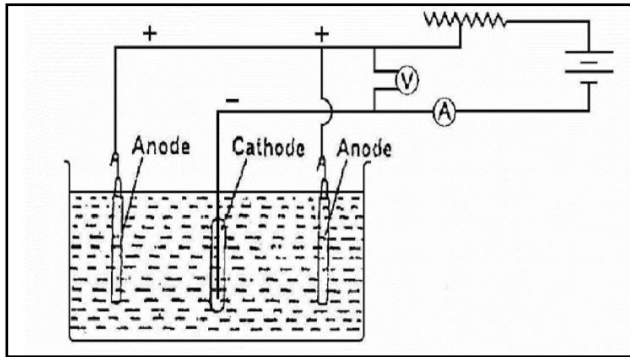 + +
V
− A
Anode Cathode Anode